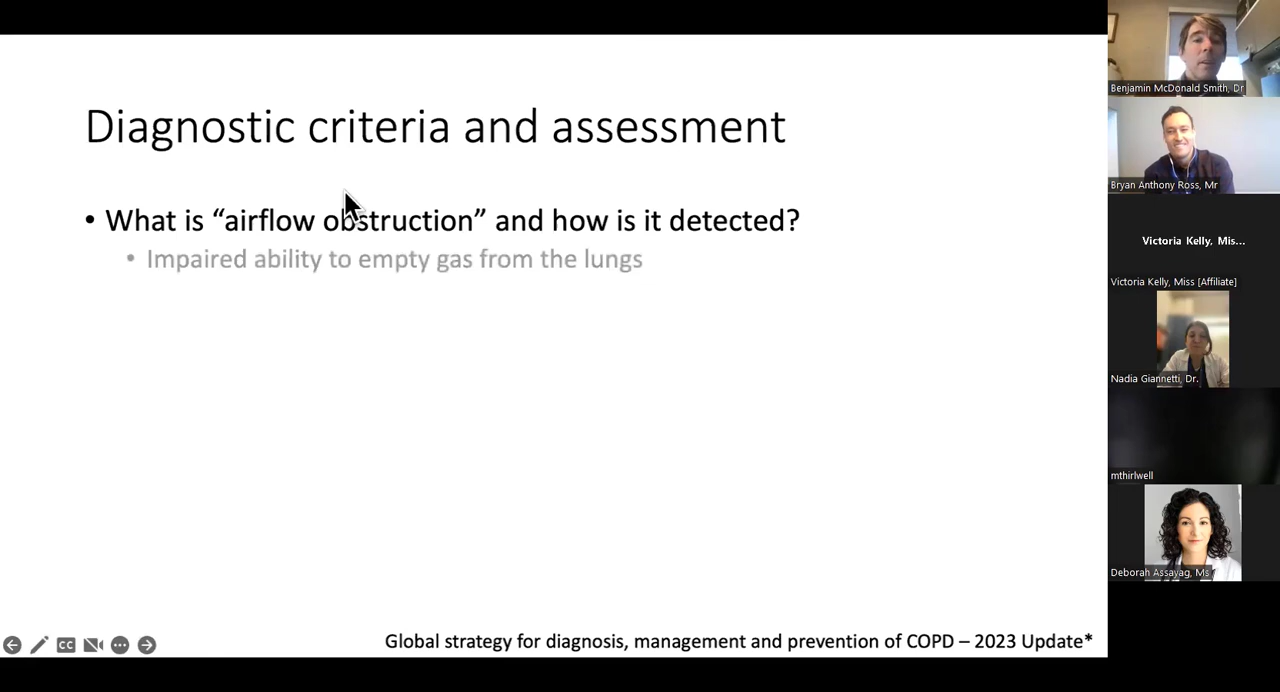 Diagnostic criteria and assessment
• What is “airflow obstruction” and how is it detected?
• Impaired ability to empty gas from the lungs
Global strategy for diagnosis, management and prevention of COPD – 2023 Update*
CC
Benjamin McDonald Smith, Dr
Bryan Anthony Ross, Mr
Victoria Kelly, Mis...
Victoria Kelly, Miss [Affiliate]
Nadia Giannetti, Dr.
mthirlwell
Deborah Assayag, Ms